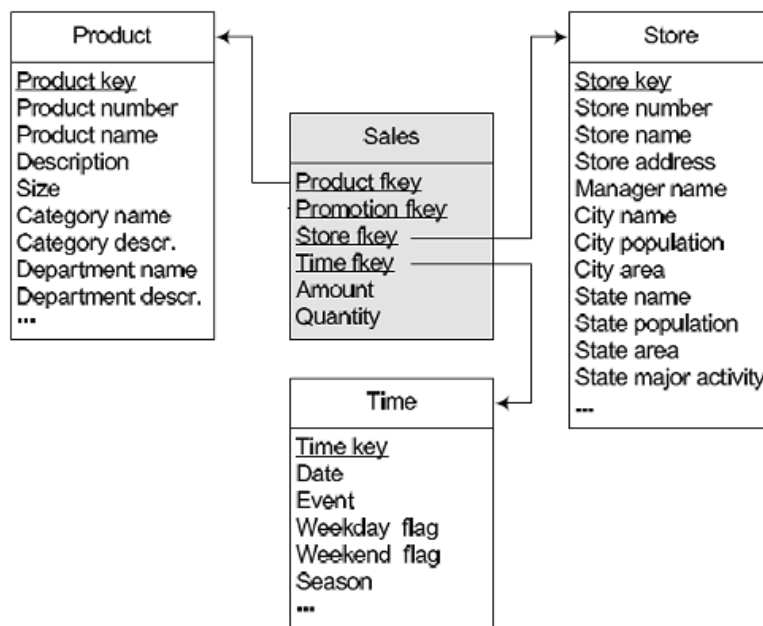 Product
Product key
Product number
Product name
Description
Size
Category name
Category descr.
Department name
Department descr.
...
Sales
Product fkey
Promotion fkey
Store fkey
Time fkey
Amount
Quantity
Time
Time key
Date
Event
Weekday flag
Weekend flag
Season
...
Store
Store key
Store number
Store name
Store address
Manager name
City name
City population
City area
State name
State population
State area
State major activity
...